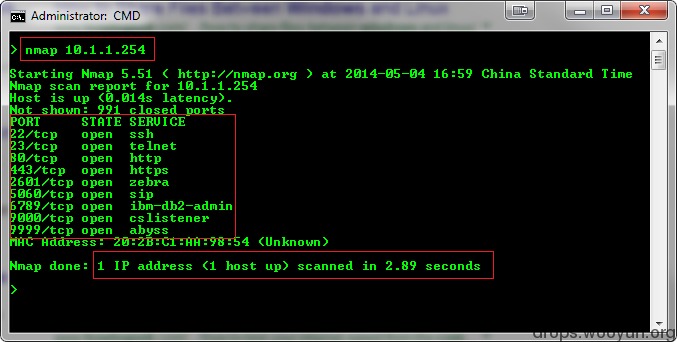 Administrator: CMD
> nmap 10.1.1.254
Starting Nmap 5.51 ( http://nmap.org ) at 2014-05-04 16:59 China Standard Time
Nmap scan report for 10.1.1.254
Host is up (0.014s latency).
Not shown: 991 closed ports
PORT     STATE SERVICE
22/tcp   open  ssh
23/tcp   open  telnet
80/tcp   open  http
443/tcp  open  https
2601/tcp open  zebra
5060/tcp open  sip
6789/tcp open  ibm-db2-admin
9000/tcp open  cslistener
9999/tcp open  abyss
MAC Address: 20:2B:C1:AA:98:54 (Unknown)
Nmap done: 1 IP address (1 host up) scanned in 2.89 seconds
>
drops.wooyun.org